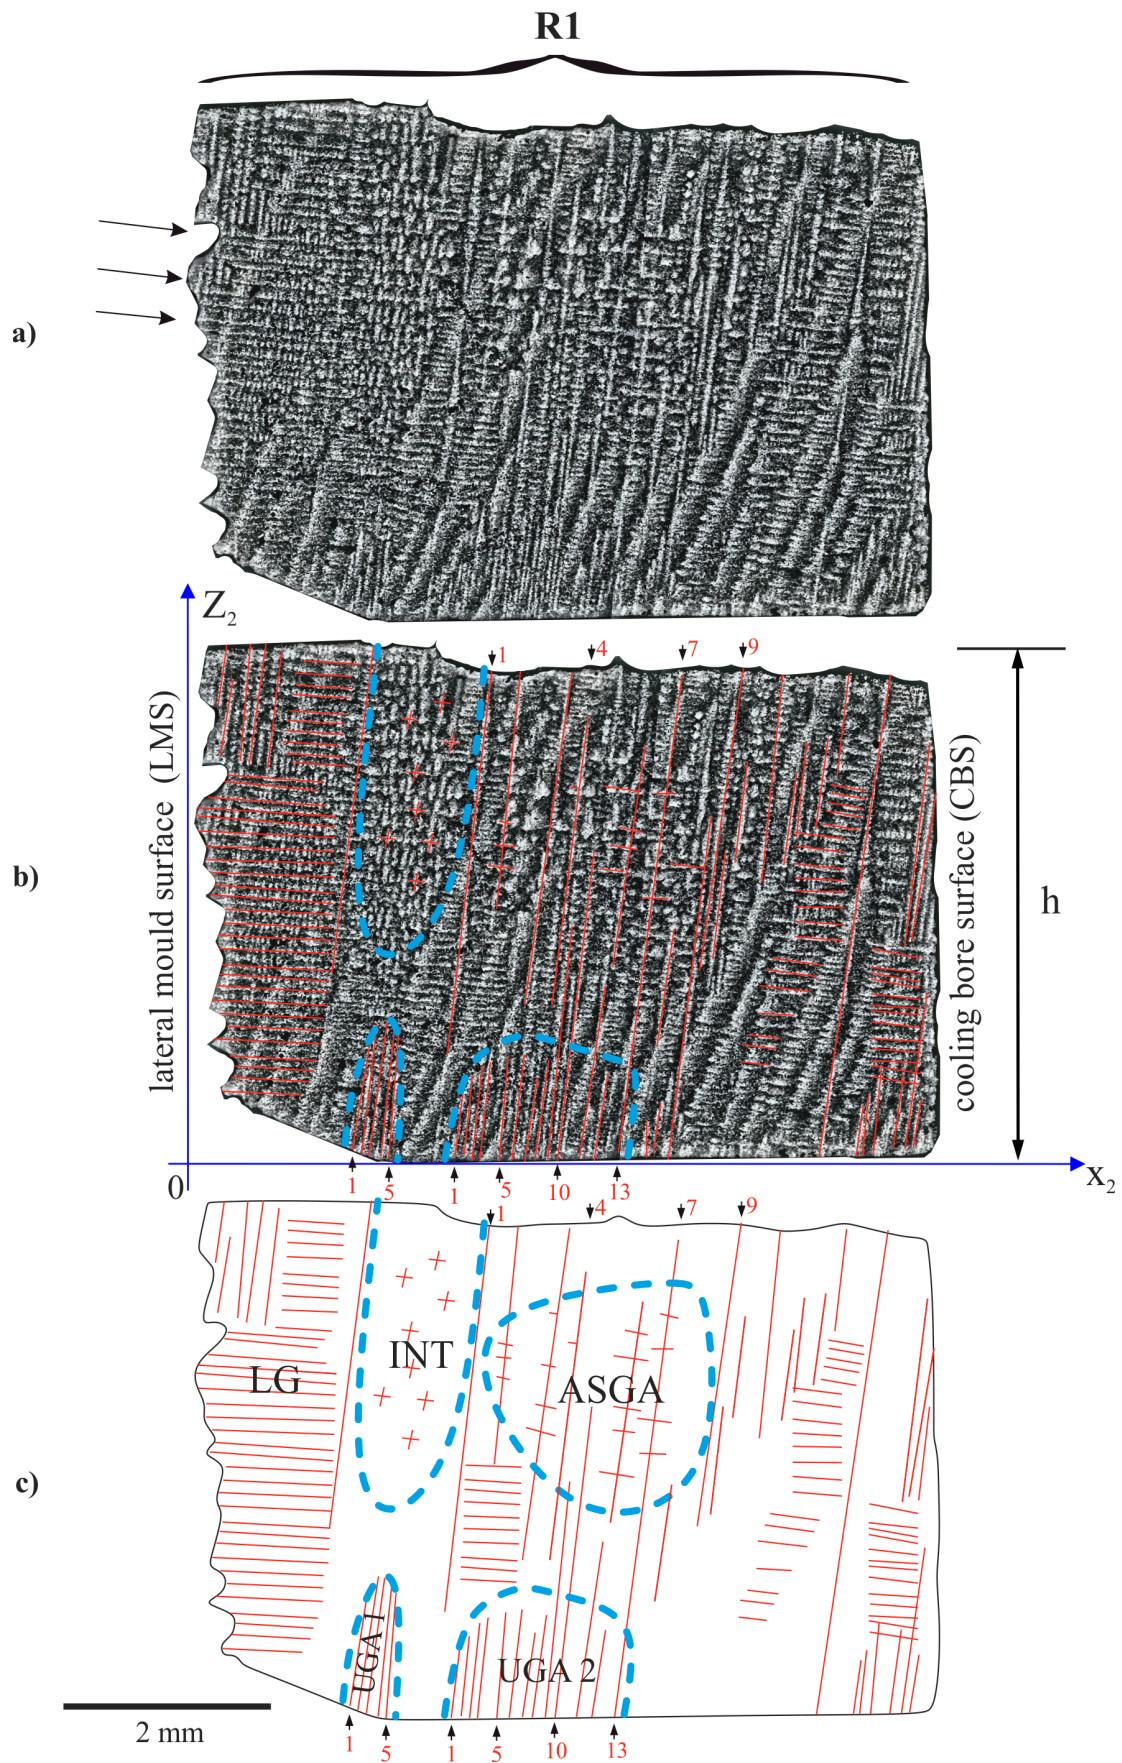 R1
a)
Z2
1 4 7 9
lateral mould surface (LMS)
cooling bore surface (CBS)
b)
h
0
x2
1 5 1 5 10 13
1 4 7 9
INT
LG
ASGA
c)
UGA 1
UGA 2
2 mm
1 5 1 5 10 13